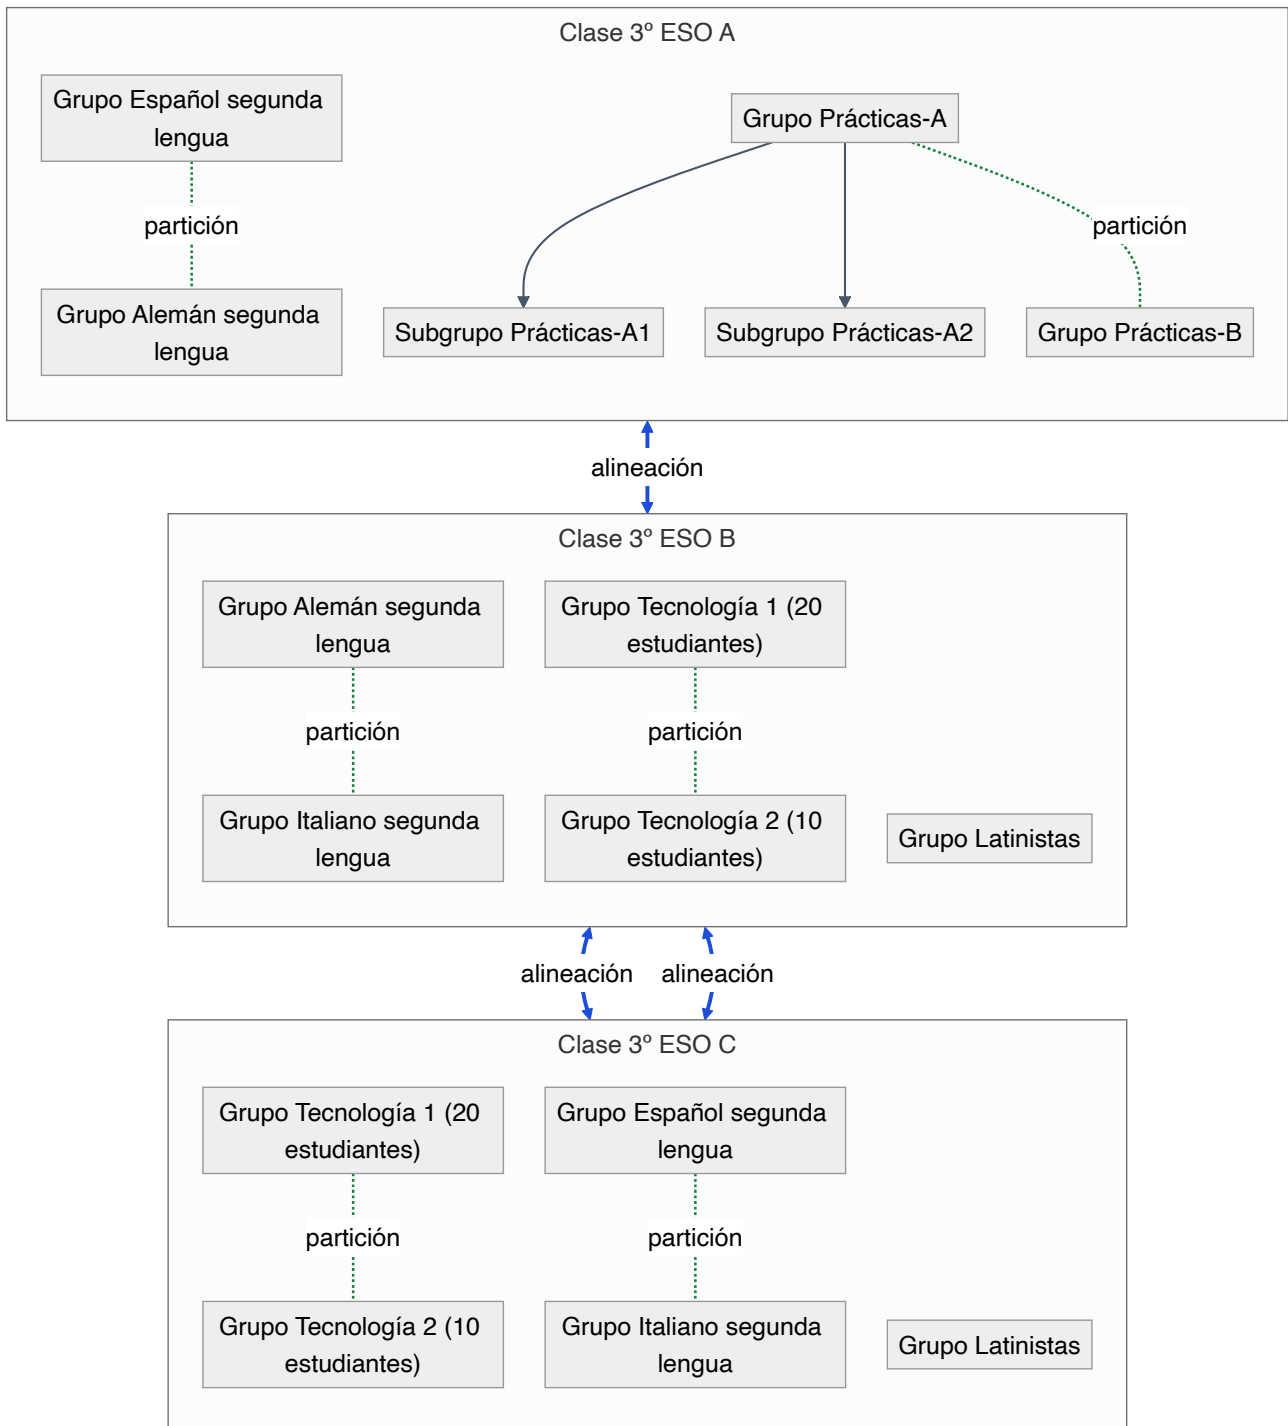 Clase 3º ESO A
Grupo Español segunda
lengua
Grupo Prácticas-A
partición
partición
Grupo Alemán segunda
lengua
Subgrupo Prácticas-A1
Subgrupo Prácticas-A2
Grupo Prácticas-B
alineación
Clase 3º ESO B
Grupo Alemán segunda
lengua
Grupo Tecnología 1 (20
estudiantes)
partición
partición
Grupo Italiano segunda
lengua
Grupo Tecnología 2 (10
estudiantes)
Grupo Latinistas
alineación
alineación
Clase 3º ESO C
Grupo Tecnología 1 (20
estudiantes)
Grupo Español segunda
lengua
partición
partición
Grupo Tecnología 2 (10
estudiantes)
Grupo Italiano segunda
lengua
Grupo Latinistas